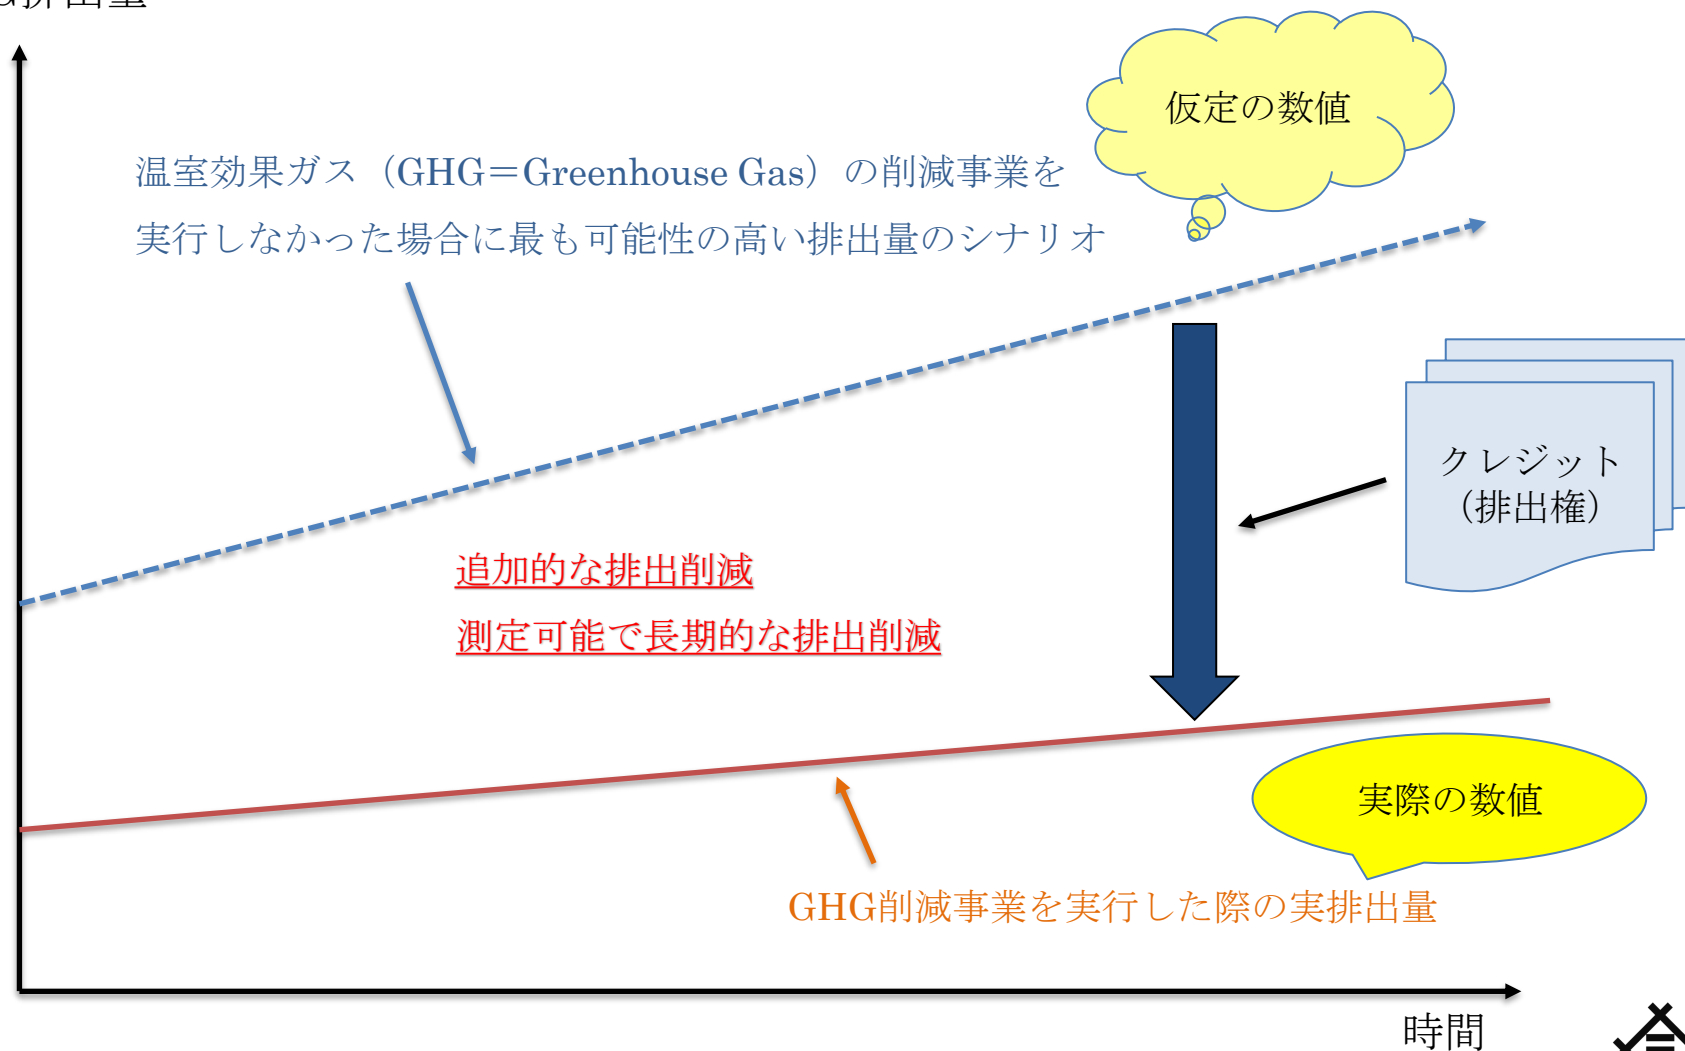 G排出量
仮定の数値
温室効果ガス（GHG＝Greenhouse Gas）の削減事業を
実行しなかった場合に最も可能性の高い排出量のシナリオ
クレジット
（排出権）
追加的な排出削減
測定可能で長期的な排出削減
実際の数値
GHG削減事業を実行した際の実排出量
時間